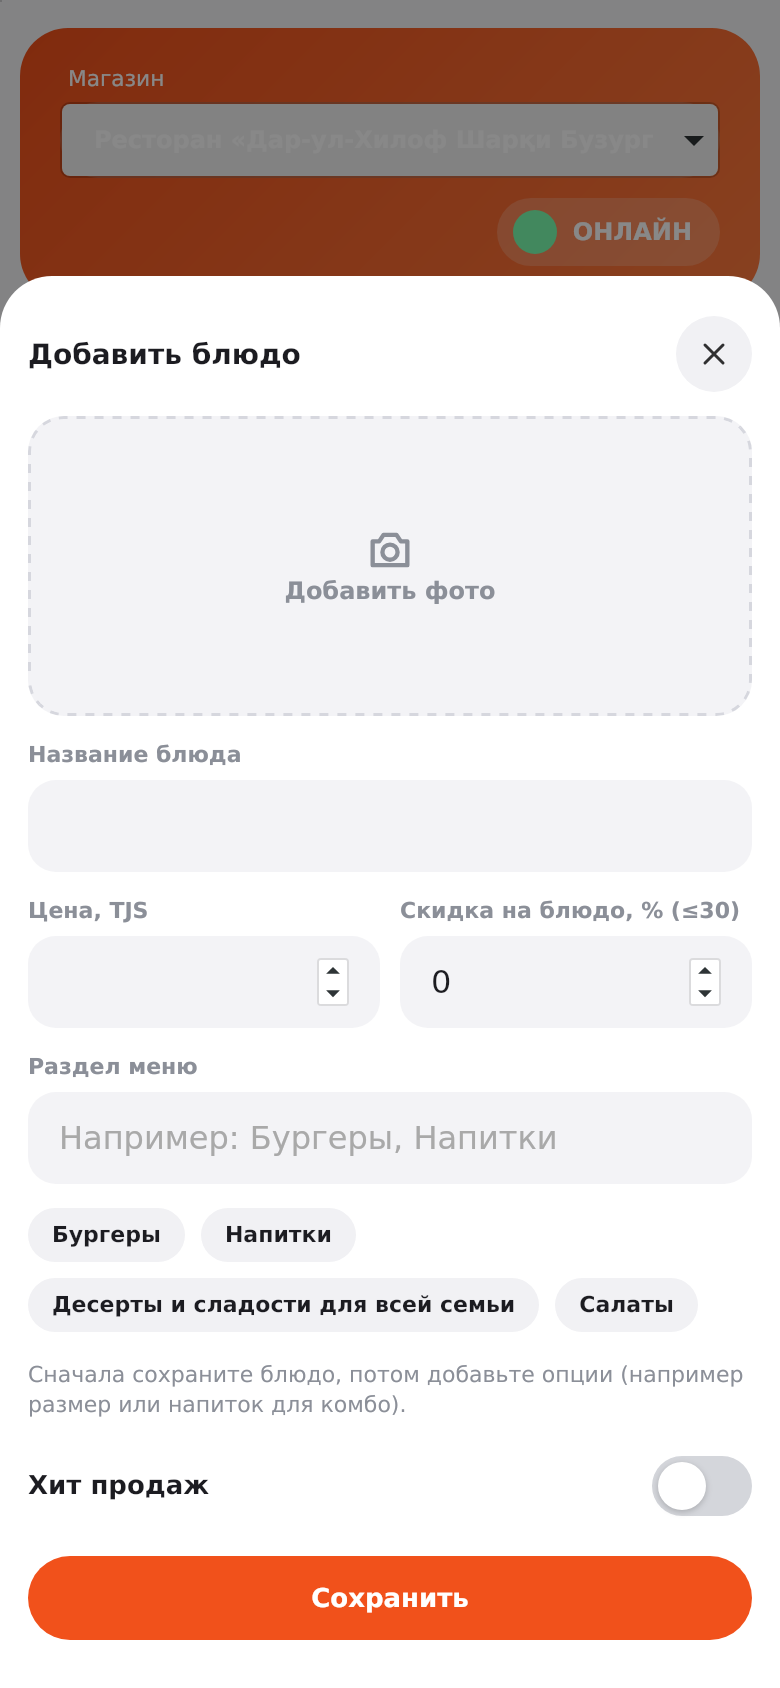 Магазин
Ресторан «Дар-ул-Хилоф Шарқи Бузург
ОНЛАЙН
Добавить блюдо
Добавить фото
Название блюда
Цена, TJS
Скидка на блюдо, % (≤30)
0
Раздел меню
Например: Бургеры, Напитки
Бургеры
Напитки
Десерты и сладости для всей семьи
Салаты
Сначала сохраните блюдо, потом добавьте опции (например
размер или напиток для комбо).
Хит продаж
Сохранить